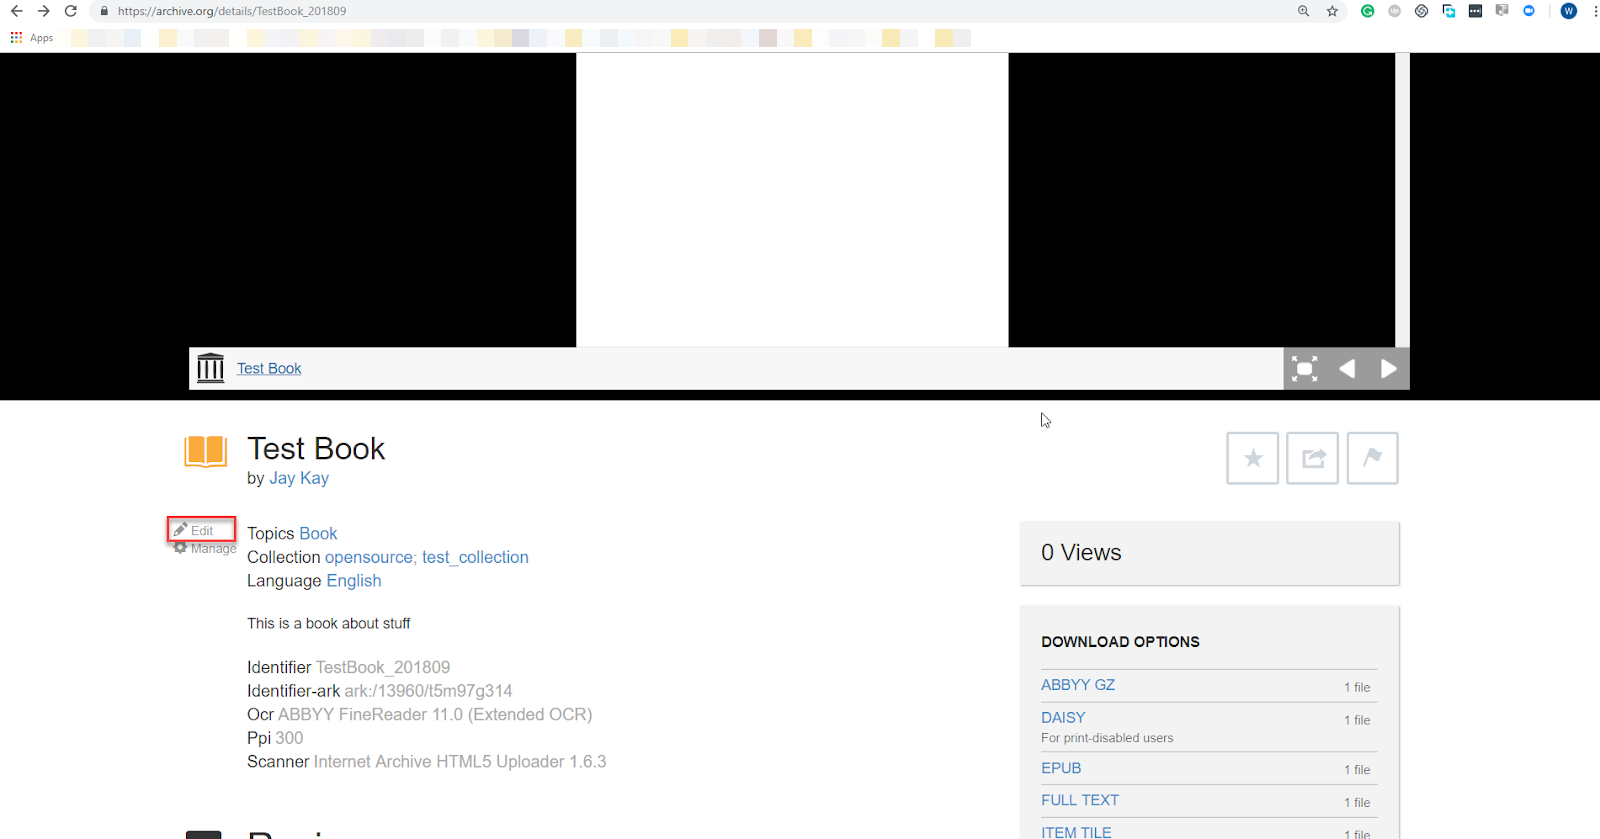 https://archive.org/details/TestBook_201809
W
Apps
Test Book
Test Book
by Jay Kay
Edit
Manage
Topics Book
Collection opensource; test_collection
Language English
This is a book about stuff
Identifier TestBook_201809
Identifier-ark ark:/13960/t5m97g314
Ocr ABBYY FineReader 11.0 (Extended OCR)
Ppi 300
Scanner Internet Archive HTML5 Uploader 1.6.3
0 Views
DOWNLOAD OPTIONS
ABBYY GZ 1 file
DAISY 1 file
For print-disabled users
EPUB 1 file
FULL TEXT 1 file
ITEM TILE 1 file